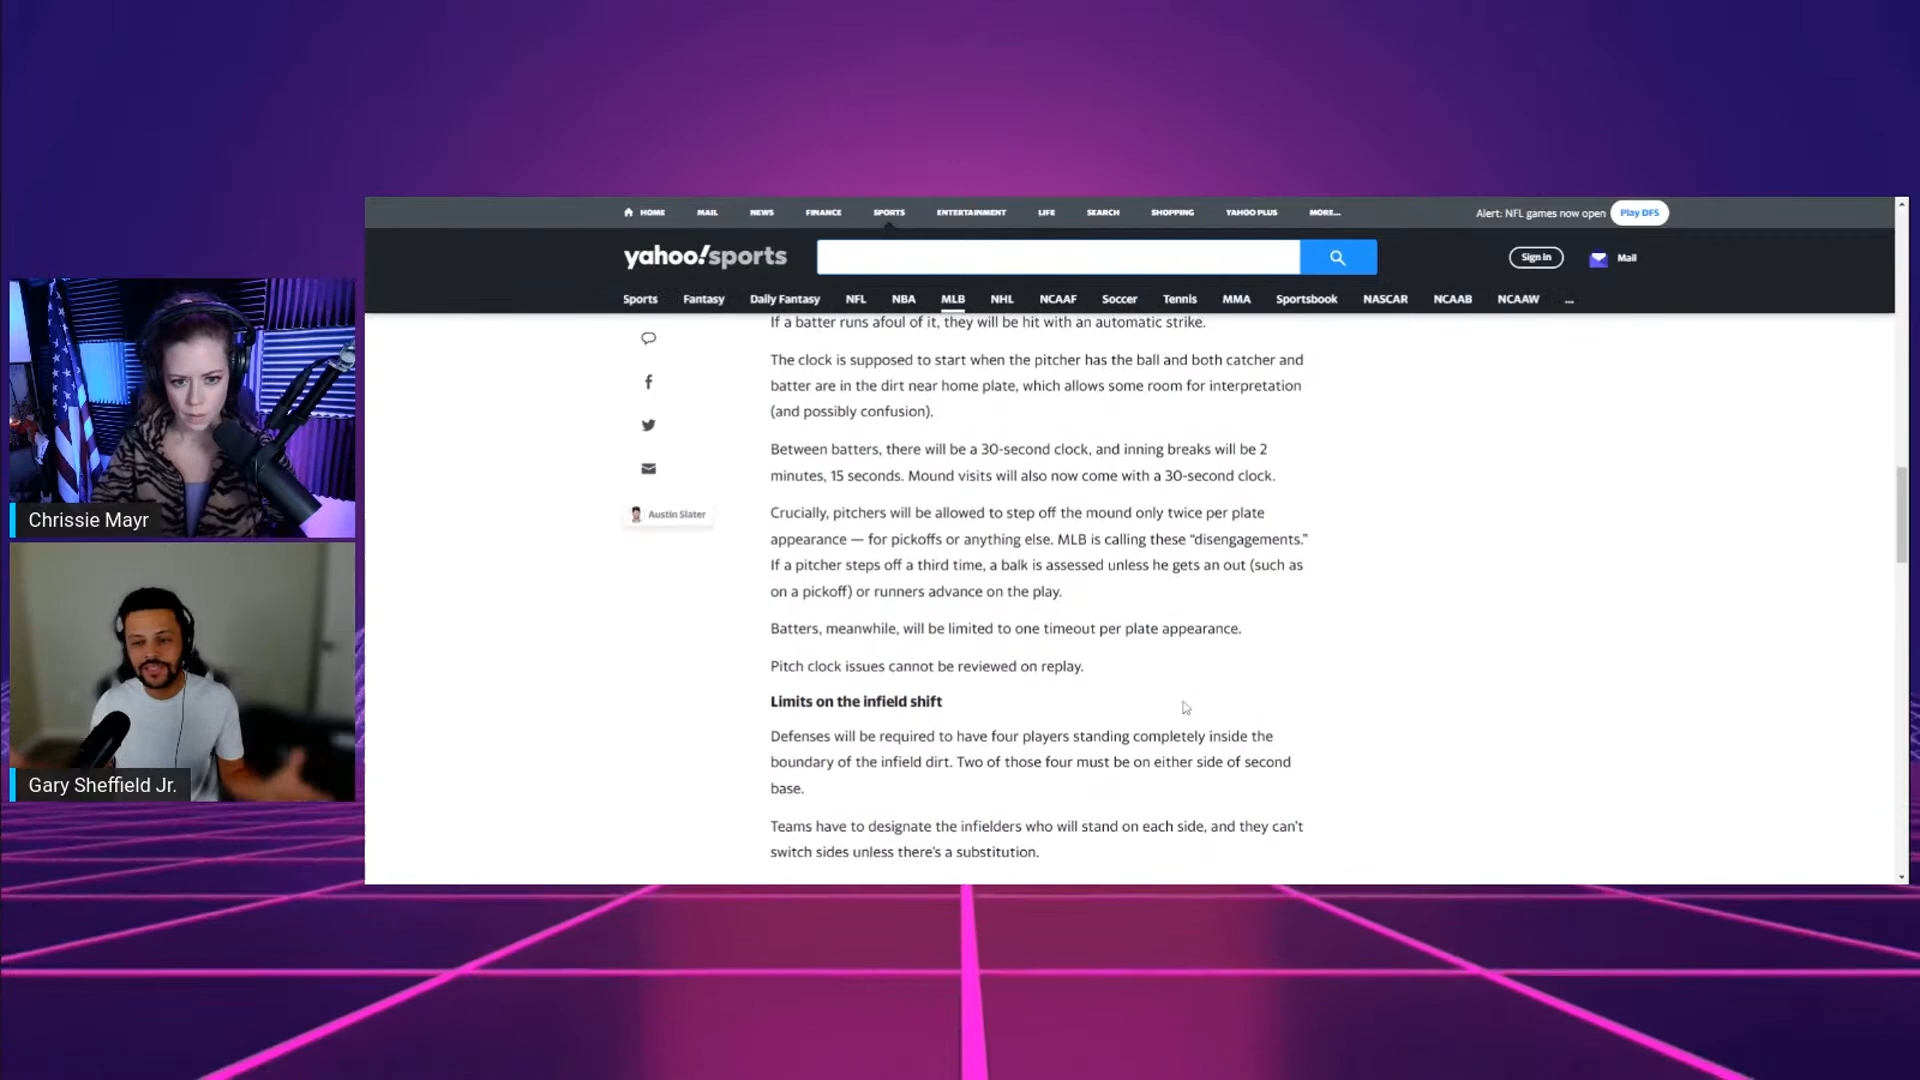 HOME MAIL NEWS FINANCE SPORTS ENTERTAINMENT LIFE SEARCH SHOPPING YAHOO PLUS MORE...
Alert: NFL games now open Play DFS
yahoo!sports
Sign in Mail
Sports Fantasy Daily Fantasy NFL NBA MLB NHL NCAAF Soccer Tennis MMA Sportsbook NASCAR NCAAB NCAAW ...
If a batter runs afoul of it, they will be hit with an automatic strike.
The clock is supposed to start when the pitcher has the ball and both catcher and
batter are in the dirt near home plate, which allows some room for interpretation
(and possibly confusion).
Between batters, there will be a 30-second clock, and inning breaks will be 2
minutes, 15 seconds. Mound visits will also now come with a 30-second clock.
Crucially, pitchers will be allowed to step off the mound only twice per plate
appearance — for pickoffs or anything else. MLB is calling these “disengagements.”
If a pitcher steps off a third time, a balk is assessed unless he gets an out (such as
on a pickoff) or runners advance on the play.
Batters, meanwhile, will be limited to one timeout per plate appearance.
Pitch clock issues cannot be reviewed on replay.
Limits on the infield shift
Defenses will be required to have four players standing completely inside the
boundary of the infield dirt. Two of those four must be on either side of second
base.
Teams have to designate the infielders who will stand on each side, and they can't
switch sides unless there's a substitution.
Austin Slater
Chrissie Mayr
Gary Sheffield Jr.